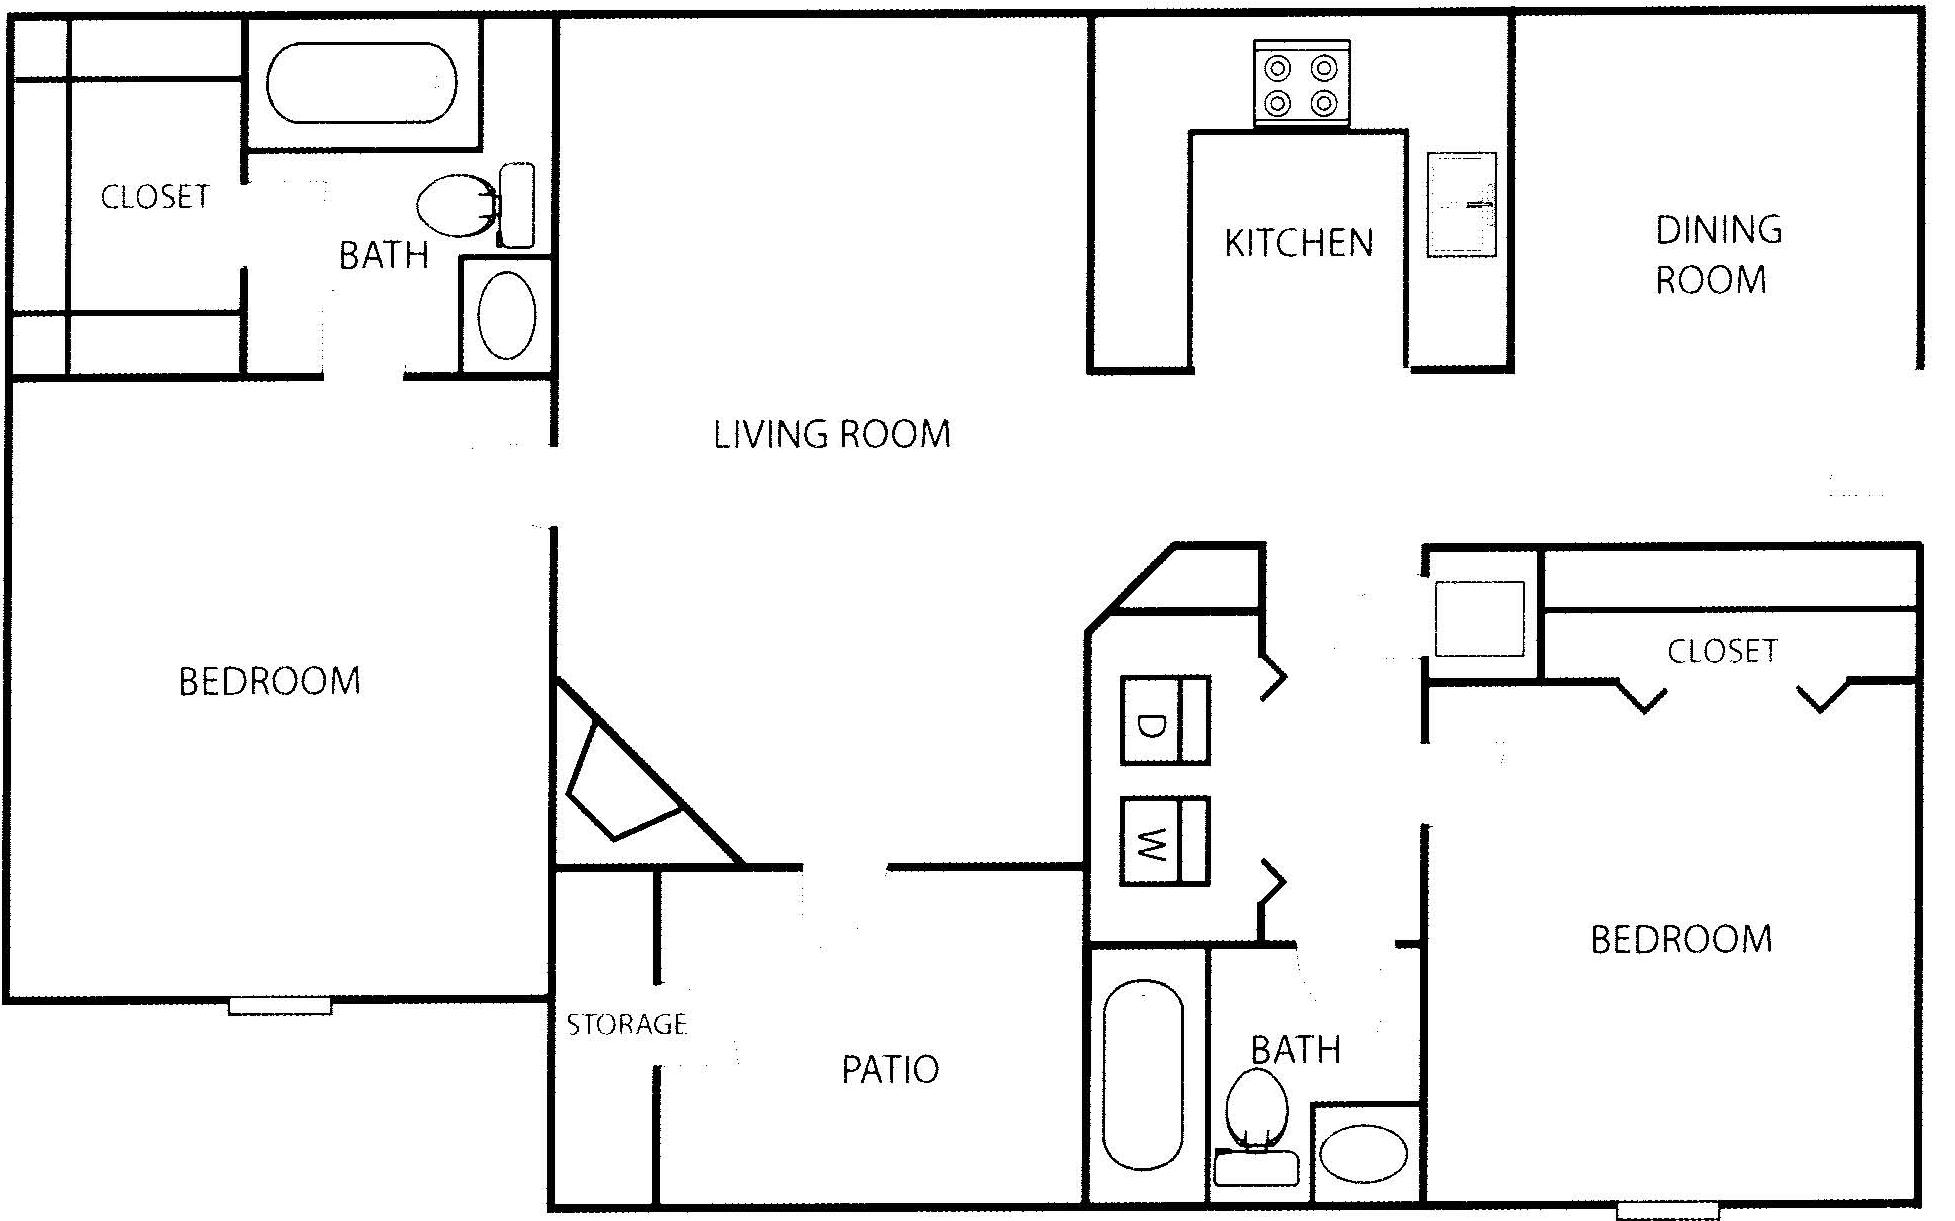 CLOSET
BATH
KITCHEN
DINING
ROOM
LIVING ROOM
BEDROOM
CLOSET
D
W
BEDROOM
STORAGE
PATIO
BATH